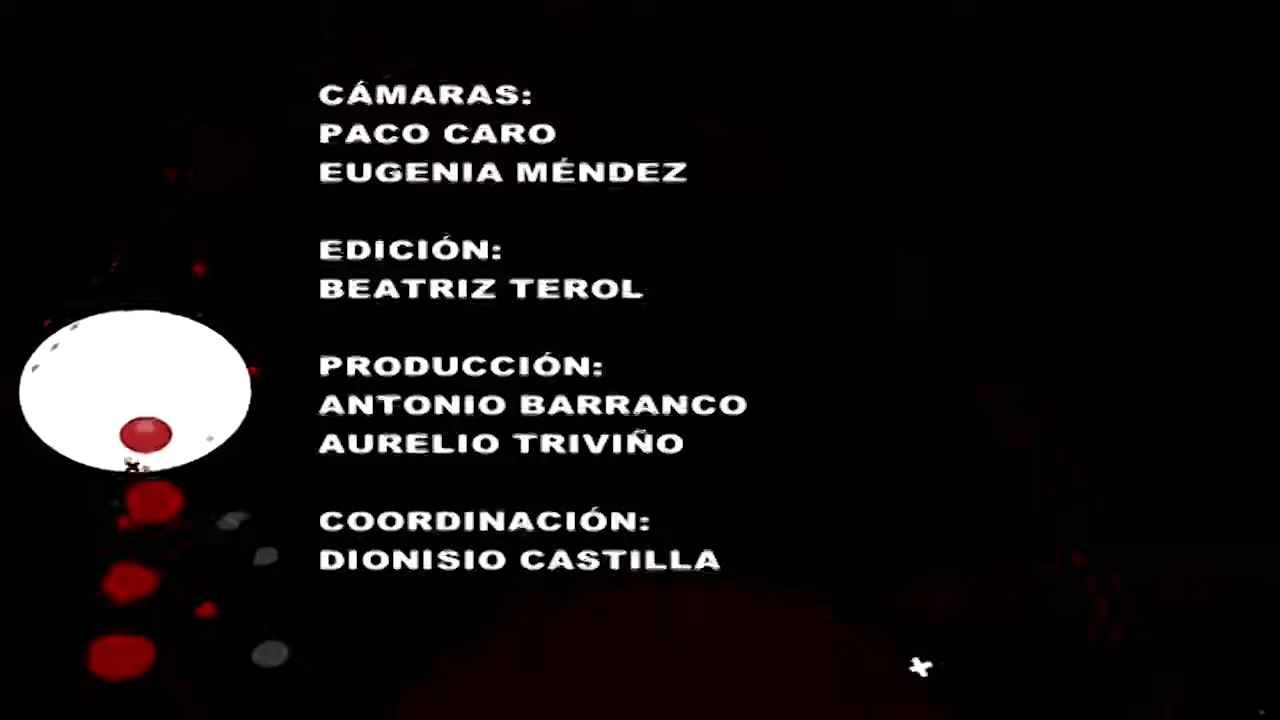 CÁMARAS:
PACO CARO
EUGENIA MÉNDEZ
EDICIÓN:
BEATRIZ TEROL
PRODUCCIÓN:
ANTONIO BARRANCO
AURELIO TRIVIÑO
COORDINACIÓN:
DIONISIO CASTILLA